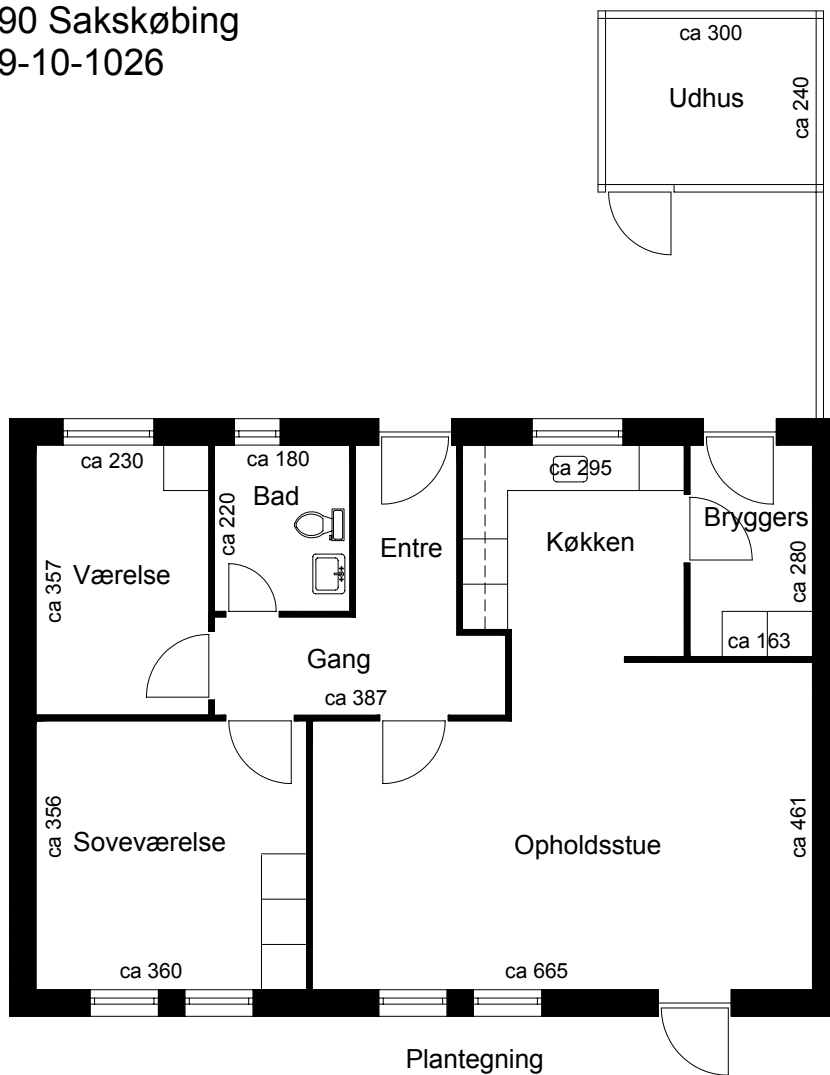 90 Sakskøbing
9-10-1026
ca 300
Udhus
ca 240
ca 230
ca 180
ca 295
Bad
ca 220
Entre
Køkken
Bryggers
ca 280
Værelse
ca 357
Gang
ca 163
ca 387
ca 356
Soveværelse
Opholdsstue
ca 461
ca 360
ca 665
Plantegning